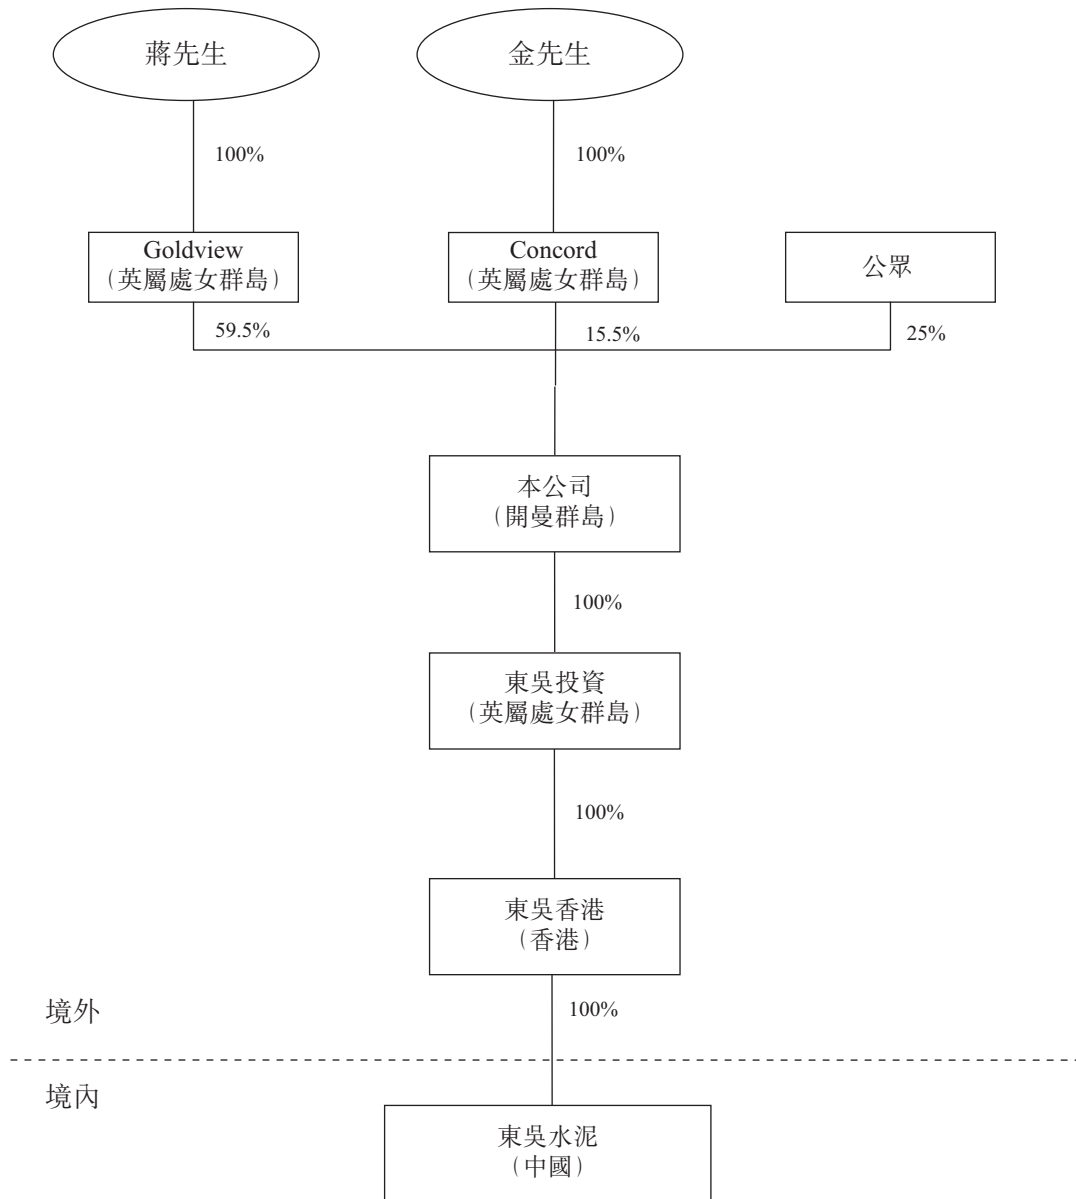 蔣先生
金先生
100%
100%
Goldview
(英屬處女群島)
Concord
(英屬處女群島)
公眾
59.5%
15.5%
25%
本公司
(開曼群島)
100%
東吳投資
(英屬處女群島)
100%
東吳香港
(香港)
境外
100%
境內
東吳水泥
(中國)